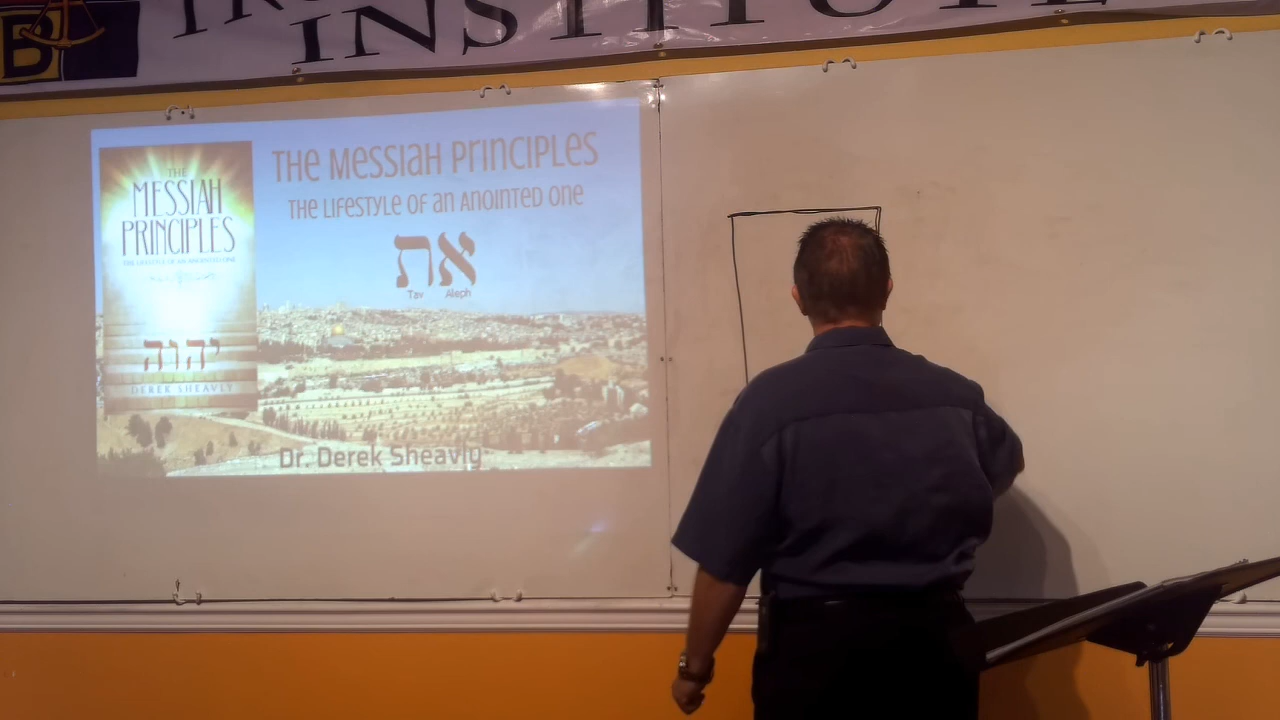 INSTITUTE
B
THE
MESSIAH
PRINCIPLES
THE LIFESTYLE OF AN ANOINTED ONE
יהוה
DEREK SHEAVLY
THE MESSIAH PRINCIPLES
THE LIFESTYLE OF AN ANOINTED ONE
את
Tav Aleph
Dr. Derek Sheavly